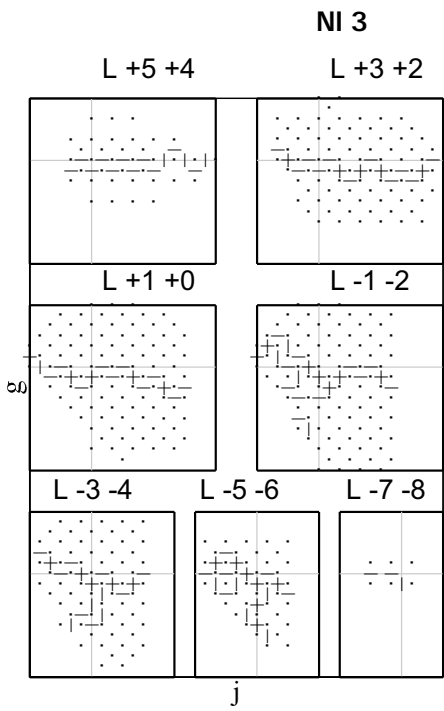 NI 3
L +5 +4
L +3 +2
L +1 +0
L -1 -2
g
L -3 -4
L -5 -6
L -7 -8
j